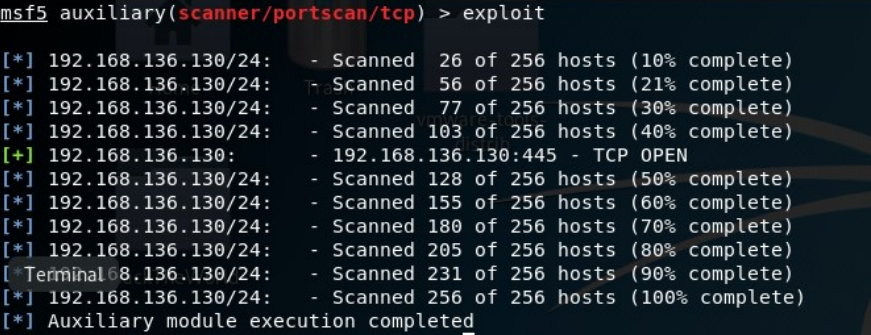 msf5 auxiliary(scanner/portscan/tcp) > exploit
[*] 192.168.136.130/24:   - Scanned  26 of 256 hosts (10% complete)
[*] 192.168.136.130/24:   - Scanned  56 of 256 hosts (21% complete)
[*] 192.168.136.130/24:   - Scanned  77 of 256 hosts (30% complete)
[*] 192.168.136.130/24:   - Scanned 103 of 256 hosts (40% complete)
[+] 192.168.136.130:      - 192.168.136.130:445 - TCP OPEN
[*] 192.168.136.130/24:   - Scanned 128 of 256 hosts (50% complete)
[*] 192.168.136.130/24:   - Scanned 155 of 256 hosts (60% complete)
[*] 192.168.136.130/24:   - Scanned 180 of 256 hosts (70% complete)
[*] 192.168.136.130/24:   - Scanned 205 of 256 hosts (80% complete)
[*] 192.168.136.130/24:   - Scanned 231 of 256 hosts (90% complete)
Terminal
[*] 192.168.136.130/24:   - Scanned 256 of 256 hosts (100% complete)
[*] Auxiliary module execution completed